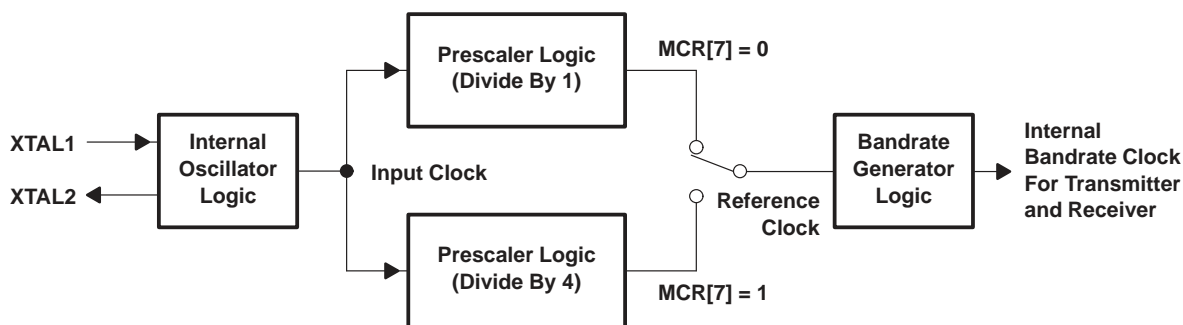 Prescaler Logic
(Divide By 1)
MCR[7] = 0
XTAL1
XTAL2
Internal
Oscillator
Logic
Input Clock
Bandrate
Generator
Logic
Internal
Bandrate Clock
For Transmitter
and Receiver
Reference
Clock
Prescaler Logic
(Divide By 4)
MCR[7] = 1